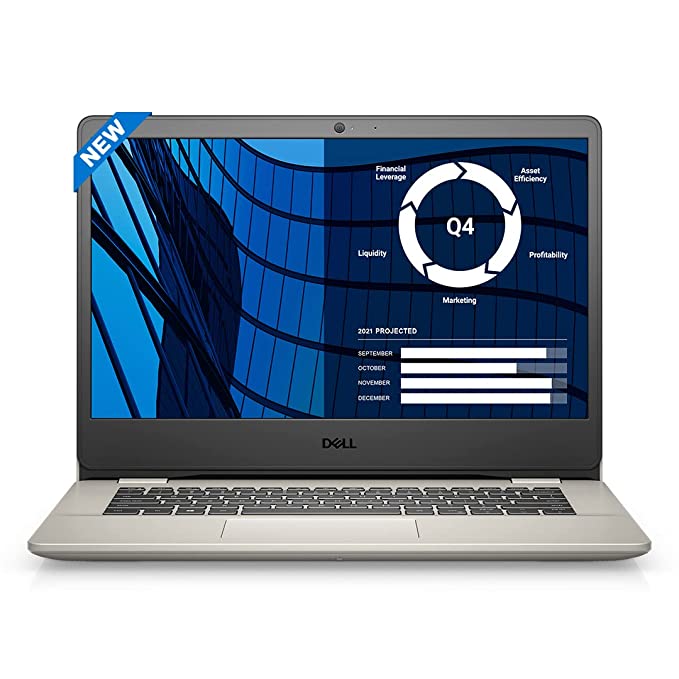 NEW
Financial
Leverage
Asset
Efficiency
Q4
Liquidity
Profitability
Marketing
2021 PROJECTED
SEPTEMBER
OCTOBER
NOVEMBER
DECEMBER
DELL